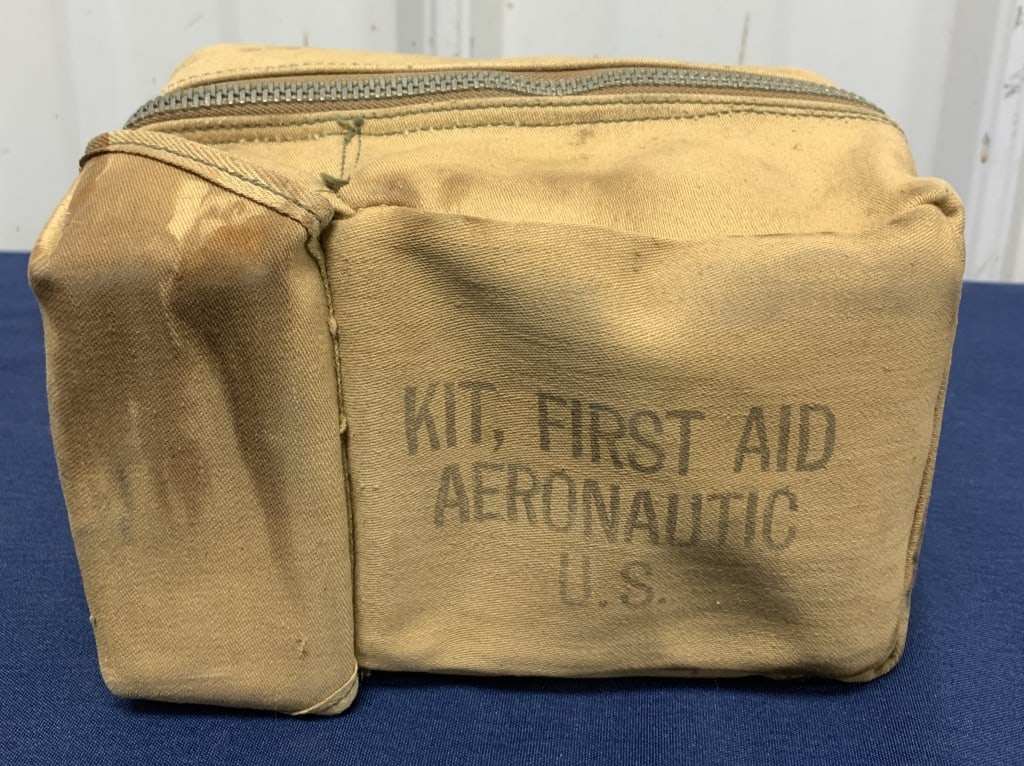 KIT, FIRST AID
AERONAUTIC
U.S.